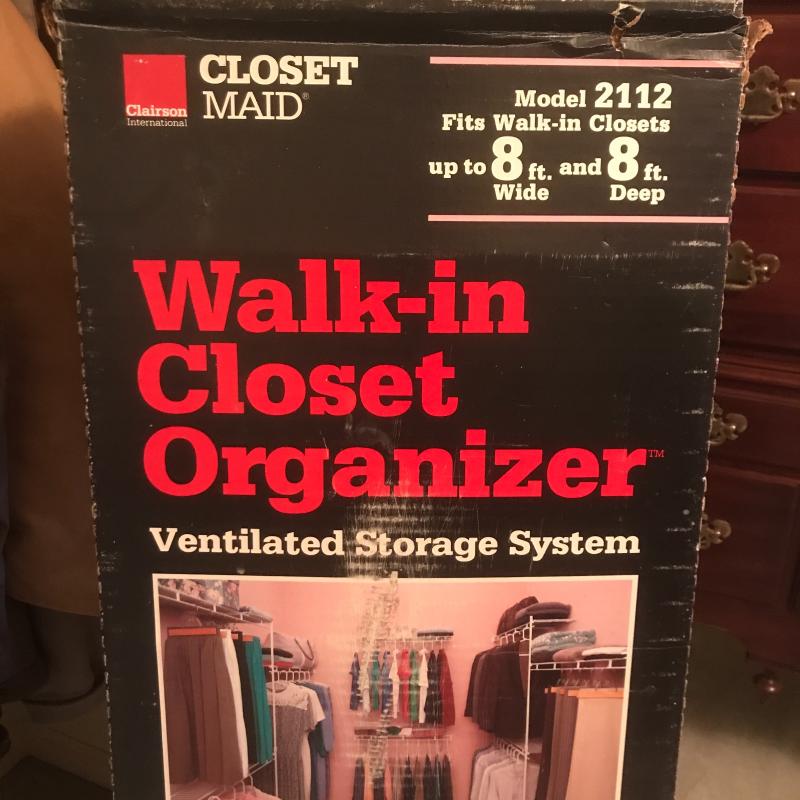 CLOSET
MAID®
Clairson
International
Model 2112
Fits Walk-in Closets
up to 8 ft. and 8 ft.
Wide Deep
Walk-in
Closet
Organizer™
Ventilated Storage System